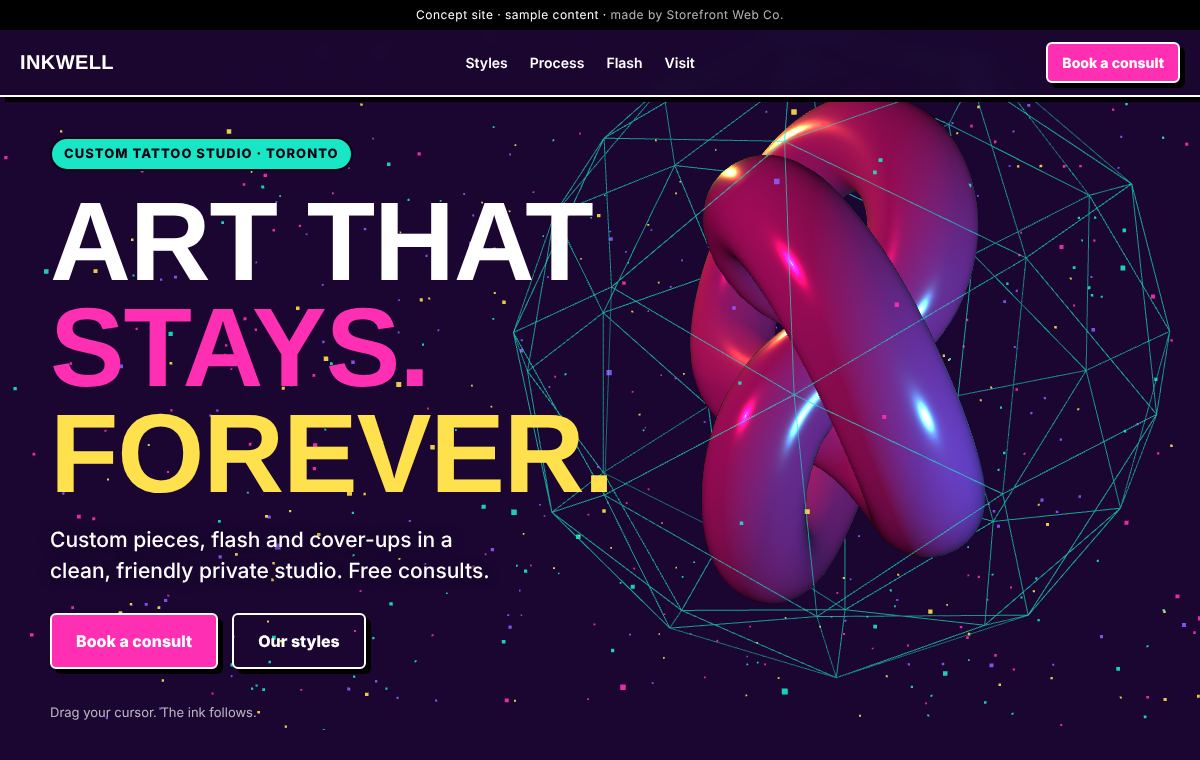 Concept site · sample content · made by Storefront Web Co.
INKWELL
Styles
Process
Flash
Visit
Book a consult
CUSTOM TATTOO STUDIO · TORONTO
ART THAT
STAYS.
FOREVER.
Custom pieces, flash and cover-ups in a
clean, friendly private studio. Free consults.
Book a consult
Our styles
Drag your cursor. The ink follows.